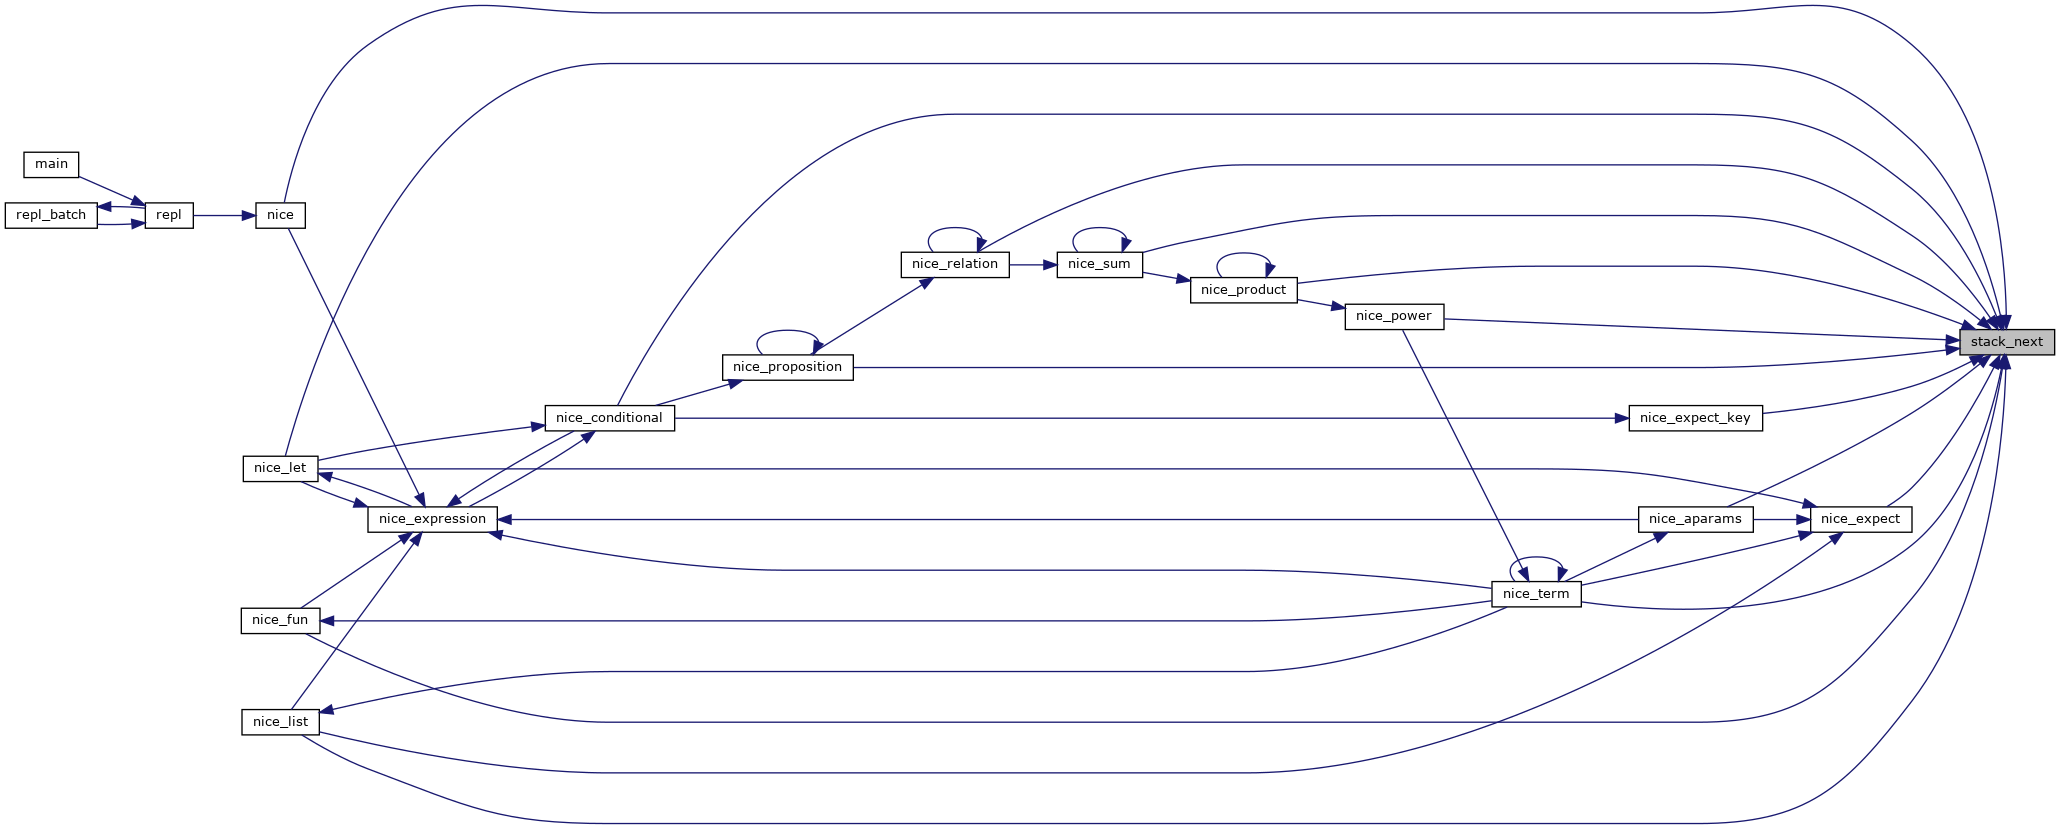 main
repl_batch
repl
nice
nice_relation
nice_sum
nice_product
nice_power
stack_next
nice_proposition
nice_conditional
nice_expect_key
nice_let
nice_expression
nice_aparams
nice_expect
nice_term
nice_fun
nice_list